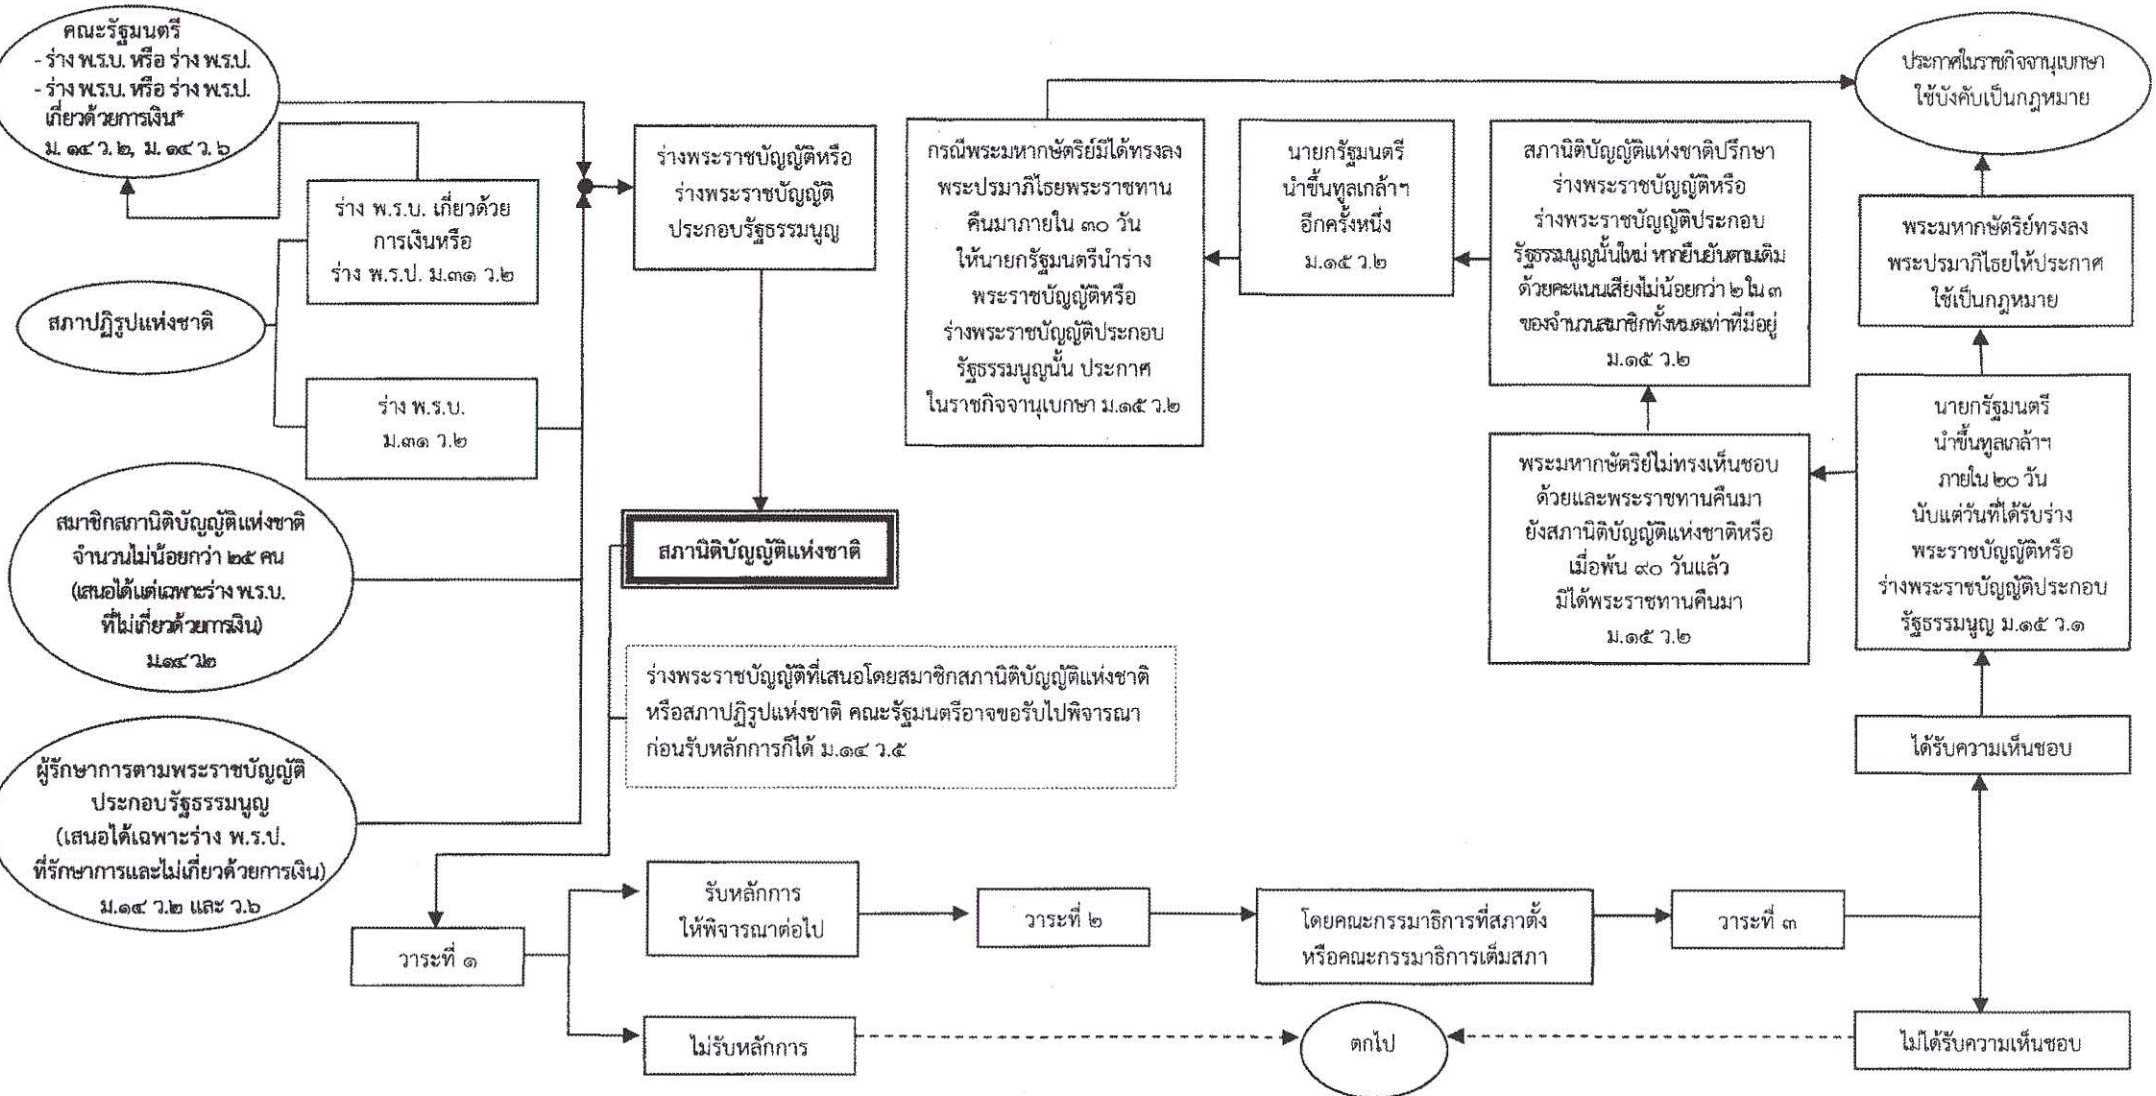 คณะรัฐมนตรี
- ร่าง พ.ร.บ. หรือ ร่าง พ.ร.ป.
- ร่าง พ.ร.บ. หรือ ร่าง พ.ร.ป.
เกี่ยวด้วยการเงิน*
ม. ๑๔ ว. ๒, ม. ๑๔ ว. ๖
ร่าง พ.ร.บ. เกี่ยวด้วย
การเงินหรือ
ร่าง พ.ร.ป. ม.๓๑ ว.๒
สภาปฏิรูปแห่งชาติ
ร่าง พ.ร.บ.
ม.๓๑ ว.๒
สมาชิกสภานิติบัญญัติแห่งชาติ
จำนวนไม่น้อยกว่า ๒๕ คน
(เสนอได้แต่เฉพาะร่าง พ.ร.บ.
ที่ไม่เกี่ยวด้วยการเงิน)
ม.๑๔ ว๒
ผู้รักษาการตามพระราชบัญญัติ
ประกอบรัฐธรรมนูญ
(เสนอได้เฉพาะร่าง พ.ร.ป.
ที่รักษาการและไม่เกี่ยวด้วยการเงิน)
ม.๑๔ ว.๒ และ ว.๖
ร่างพระราชบัญญัติหรือ
ร่างพระราชบัญญัติ
ประกอบรัฐธรรมนูญ
สภานิติบัญญัติแห่งชาติ
ร่างพระราชบัญญัติที่เสนอโดยสมาชิกสภานิติบัญญัติแห่งชาติ
หรือสภาปฏิรูปแห่งชาติ คณะรัฐมนตรีอาจขอรับไปพิจารณา
ก่อนรับหลักการก็ได้ ม.๑๔ ว.๕
วาระที่ ๑
รับหลักการ
ให้พิจารณาต่อไป
ไม่รับหลักการ
วาระที่ ๒
โดยคณะกรรมาธิการที่สภาตั้ง
หรือคณะกรรมาธิการเต็มสภา
วาระที่ ๓
ตกไป
ไม่ได้รับความเห็นชอบ
ได้รับความเห็นชอบ
นายกรัฐมนตรี
นำขึ้นทูลเกล้าฯ
ภายใน ๒๐ วัน
นับแต่วันที่ได้รับร่าง
พระราชบัญญัติหรือ
ร่างพระราชบัญญัติประกอบ
รัฐธรรมนูญ ม.๑๕ ว.๑
พระมหากษัตริย์ทรงลง
พระปรมาภิไธยให้ประกาศ
ใช้เป็นกฎหมาย
ประกาศในราชกิจจานุเบกษา
ใช้บังคับเป็นกฎหมาย
พระมหากษัตริย์ไม่ทรงเห็นชอบ
ด้วยและพระราชทานคืนมา
ยังสภานิติบัญญัติแห่งชาติหรือ
เมื่อพ้น ๙๐ วันแล้ว
มิได้พระราชทานคืนมา
ม.๑๕ ว.๒
สภานิติบัญญัติแห่งชาติปรึกษา
ร่างพระราชบัญญัติหรือ
ร่างพระราชบัญญัติประกอบ
รัฐธรรมนูญนั้นใหม่ หากยืนยันตามเดิม
ด้วยคะแนนเสียงไม่น้อยกว่า ๒ ใน ๓
ของจำนวนสมาชิกทั้งหมดเท่าที่มีอยู่
ม.๑๕ ว.๒
นายกรัฐมนตรี
นำขึ้นทูลเกล้าฯ
อีกครั้งหนึ่ง
ม.๑๕ ว.๒
กรณีพระมหากษัตริย์มิได้ทรงลง
พระปรมาภิไธยพระราชทาน
คืนมาภายใน ๓๐ วัน
ให้นายกรัฐมนตรีนำร่าง
พระราชบัญญัติหรือ
ร่างพระราชบัญญัติประกอบ
รัฐธรรมนูญนั้น ประกาศ
ในราชกิจจานุเบกษา ม.๑๕ ว.๒